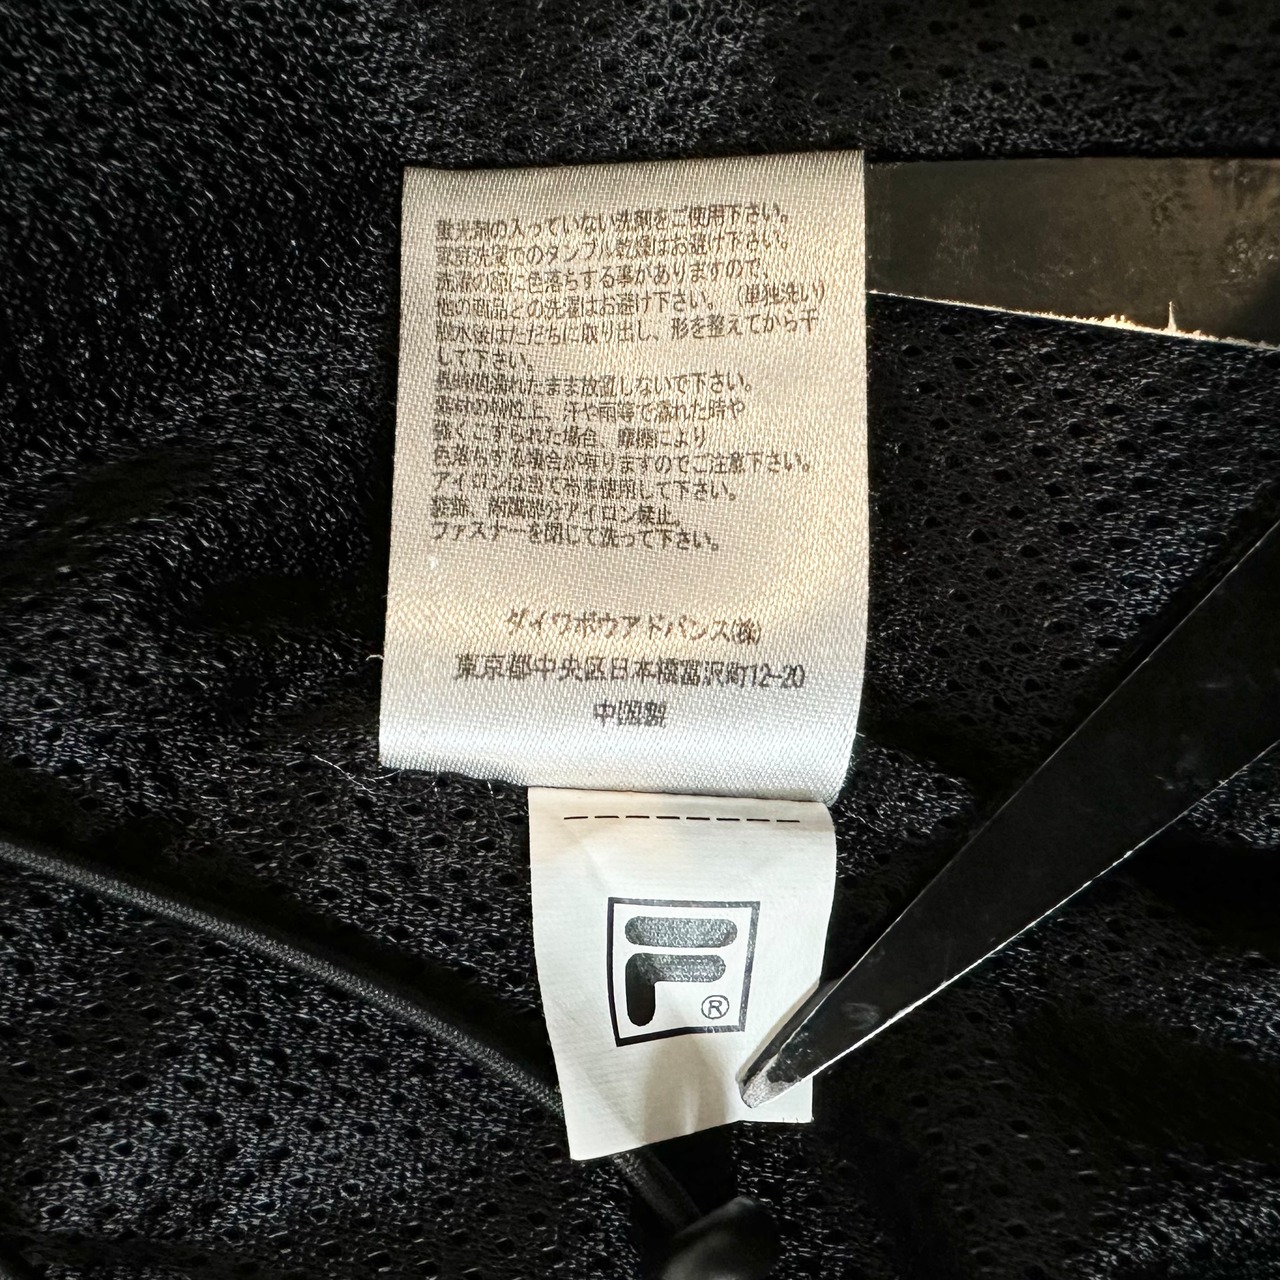 蛍光剤の入っていない洗剤をご使用下さい。
家庭洗濯でのタンブル乾燥はお避け下さい。
洗濯の際に色落ちする事がありますので、
他の商品との洗濯はお避け下さい。(単独洗い)
脱水後はただちに取り出し、形を整えてから干
して下さい。
長時間濡れたまま放置しないで下さい。
素材の特性上、汗や雨等で濡れた時や
強くこすられた場合、摩擦により
色落ちする場合が有りますのでご注意下さい。
アイロンは当て布を使用して下さい。
装飾、附属部分アイロン禁止。
ファスナーを閉じて洗って下さい。
ダイワボウアドバンス(株)
東京都中央区日本橋富沢町12-20
中国製
F
®